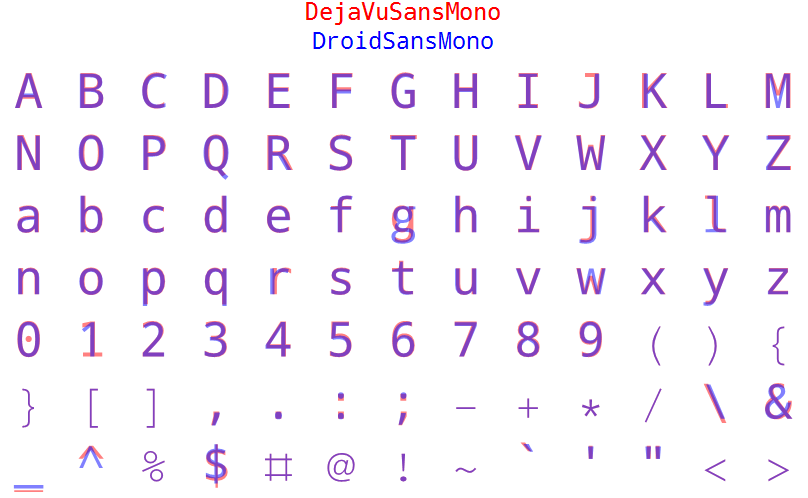 DejaVuSansMono
DroidSansMono
A B C D E F G H I J K L M
N O P Q R S T U V W X Y Z
a b c d e f g h i j k l m
n o p q r s t u v w x y z
0 1 2 3 4 5 6 7 8 9 ( ) {
} [ ] , . : ; − + * / \ &
_ ^ % $ # @ ! ~ ` ' " < >